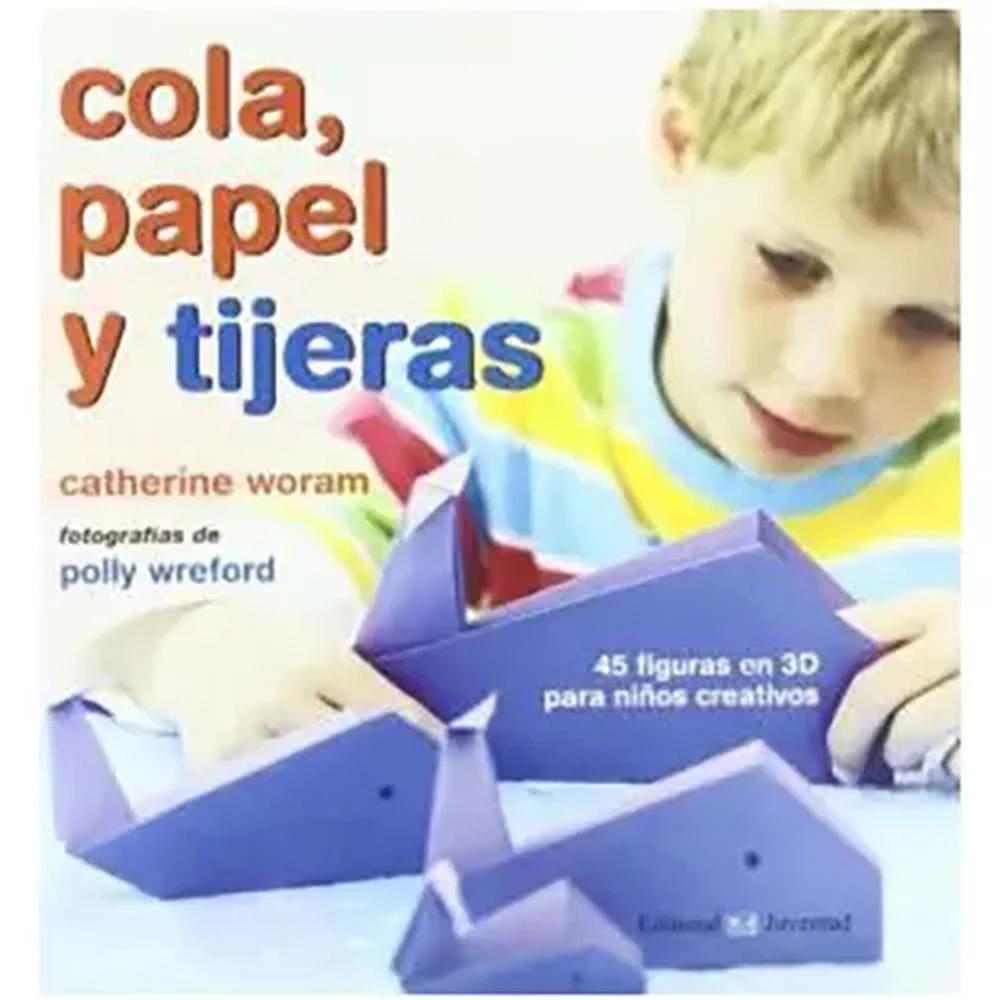 cola,
papel
y tijeras
catherine woram
fotografías de
polly wreford
45 figuras en 3D
para niños creativos
Editorial Juventud